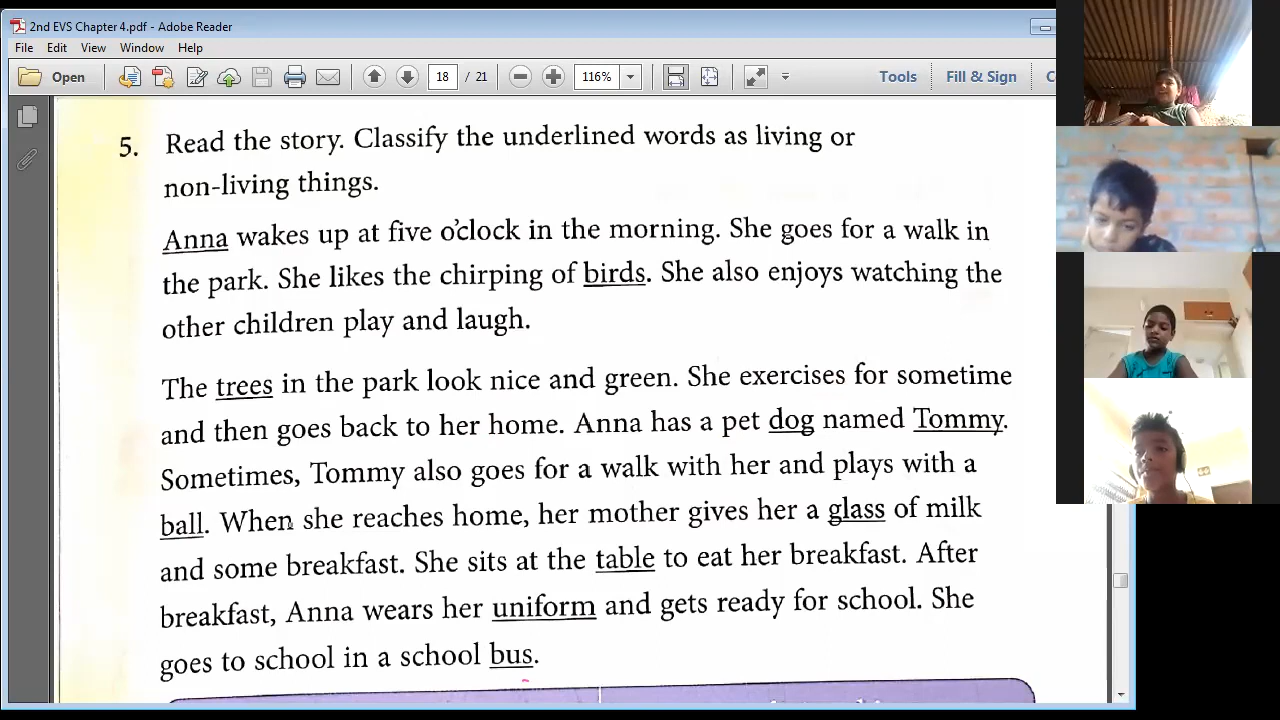 2nd EVS Chapter 4.pdf - Adobe Reader
File Edit View Window Help
Open 18 / 21 116% Tools Fill & Sign
5. Read the story. Classify the underlined words as living or
non-living things.
Anna wakes up at five o'clock in the morning. She goes for a walk in
the park. She likes the chirping of birds. She also enjoys watching the
other children play and laugh.
The trees in the park look nice and green. She exercises for sometime
and then goes back to her home. Anna has a pet dog named Tommy.
Sometimes, Tommy also goes for a walk with her and plays with a
ball. When she reaches home, her mother gives her a glass of milk
and some breakfast. She sits at the table to eat her breakfast. After
breakfast, Anna wears her uniform and gets ready for school. She
goes to school in a school bus.